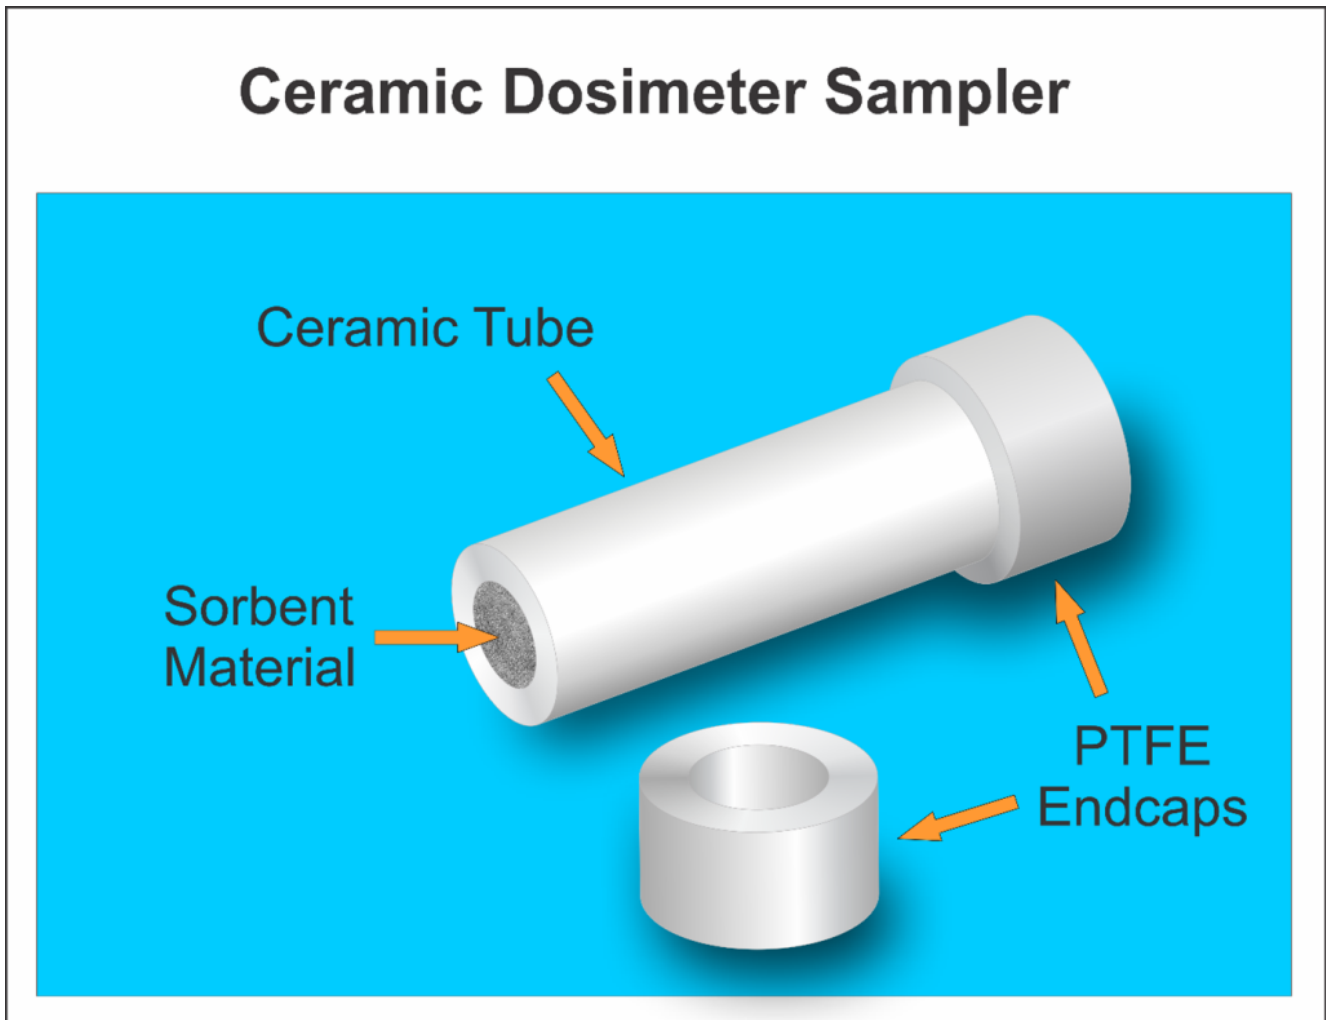 Ceramic Dosimeter Sampler
Ceramic Tube
Sorbent
Material
PTFE
Endcaps